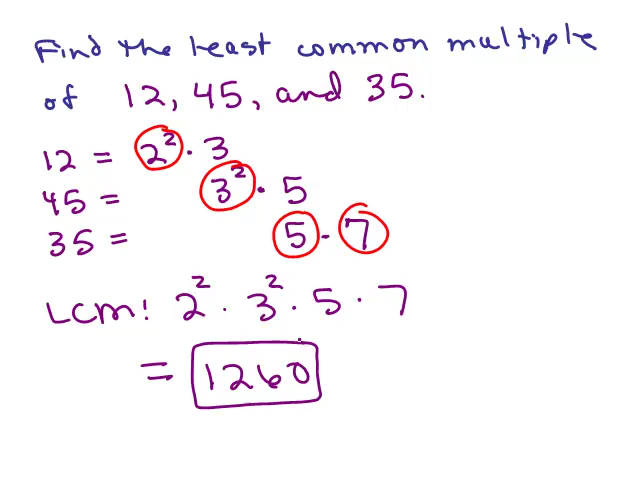 Find the least common multiple
of 12, 45, and 35.
12 = 2² · 3
45 = 3² · 5
35 = 5 · 7
LCM: 2² · 3² · 5 · 7
= 1260